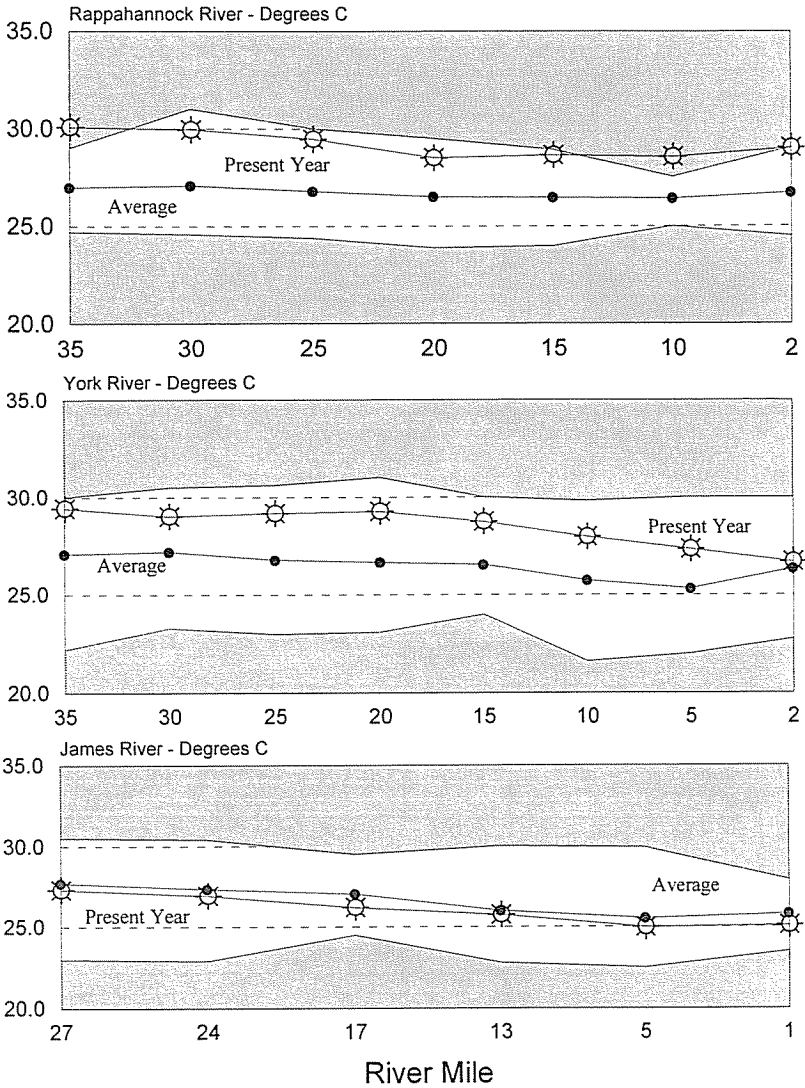 Rappahannock River - Degrees C
35.0
30.0
Present Year
Average
25.0
20.0
35 30 25 20 15 10 2
York River - Degrees C
35.0
30.0
Present Year
Average
25.0
20.0
35 30 25 20 15 10 5 2
James River - Degrees C
35.0
30.0
Average
Present Year
25.0
20.0
27 24 17 13 5 1
River Mile